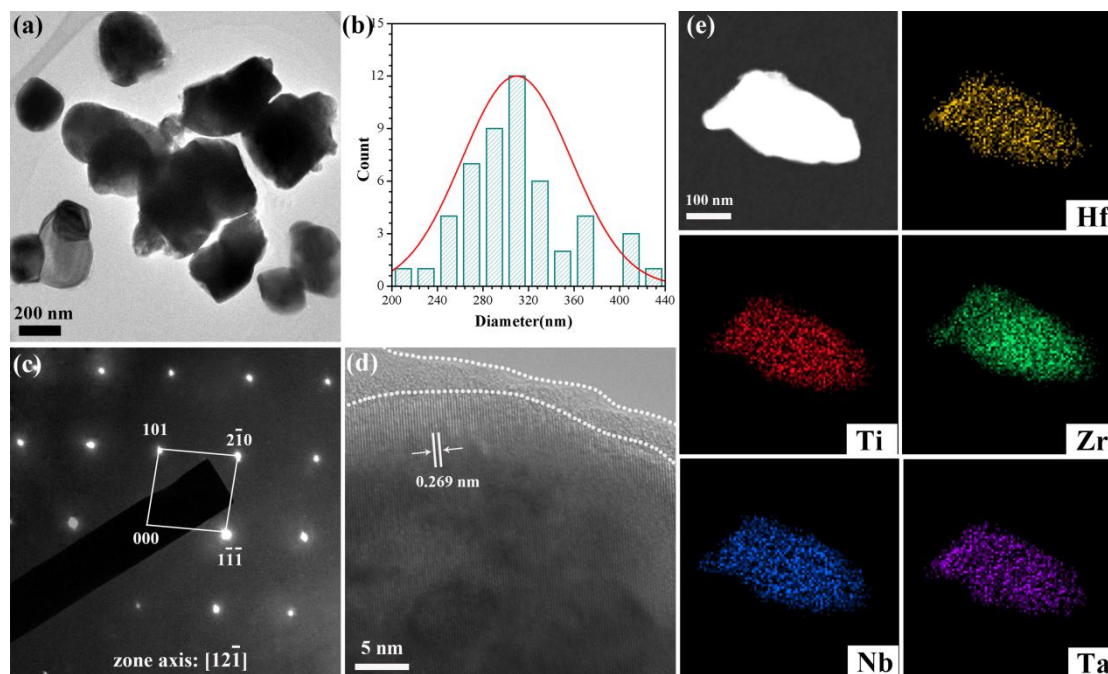 (a)
200 nm
(b)
15
12
9
6
3
0
Count
200 240 280 320 360 400 440
Diameter(nm)
(c)
101
2̅10
000
11̅1̅
zone axis: [121̅]
(d)
0.269 nm
5 nm
(e)
100 nm
Hf
Ti
Zr
Nb
Ta